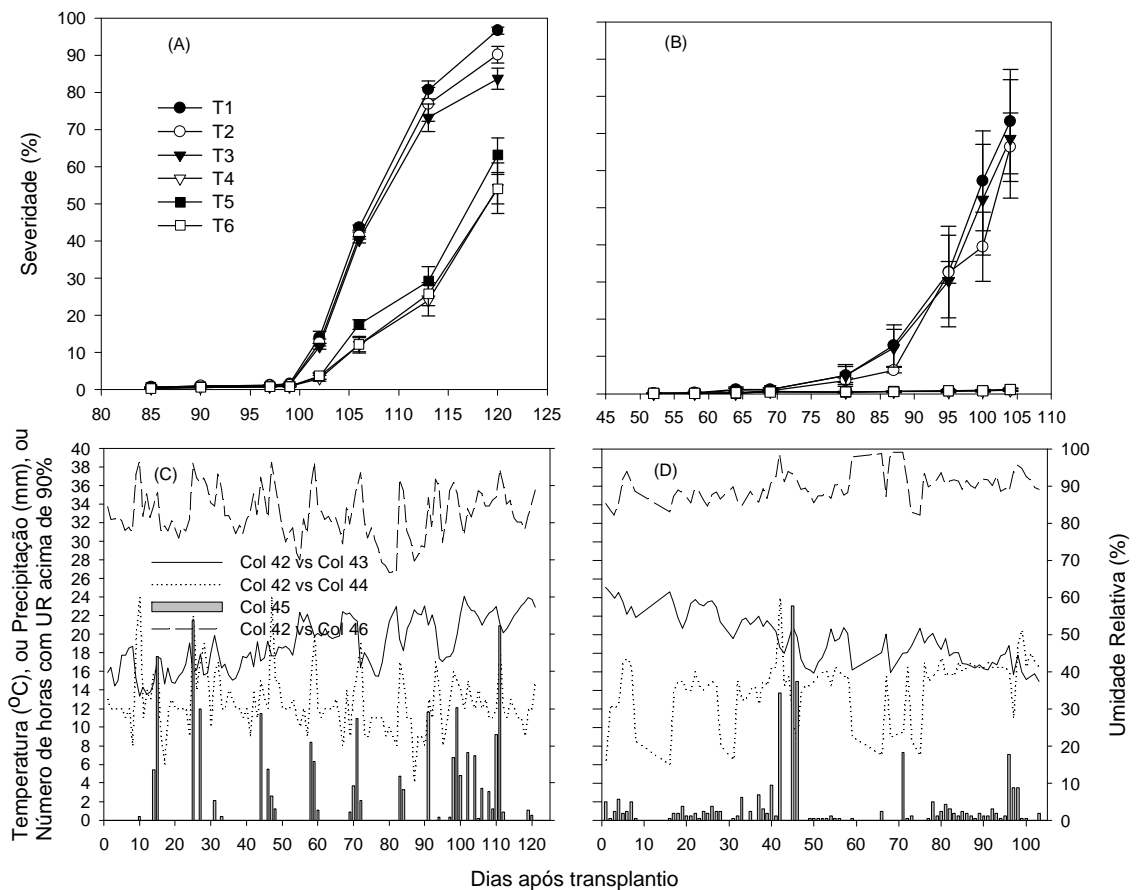 100
90
80
70
60
50
40
30
20
10
0
Severidade (%)
(A)
T1
T2
T3
T4
T5
T6
80 85 90 95 100 105 110 115 120 125
(B)
45 50 55 60 65 70 75 80 85 90 95 100 105 110
40
38
36
34
32
30
28
26
24
22
20
18
16
14
12
10
8
6
4
2
0
Temperatura (ºC), ou Precipitação (mm), ou
Número de horas com UR acima de 90%
(C)
Col 42 vs Col 43
Col 42 vs Col 44
Col 45
Col 42 vs Col 46
0 10 20 30 40 50 60 70 80 90 100 110 120
(D)
0 10 20 30 40 50 60 70 80 90 100
100
90
80
70
60
50
40
30
20
10
0
Umidade Relativa (%)
Dias após transplantio